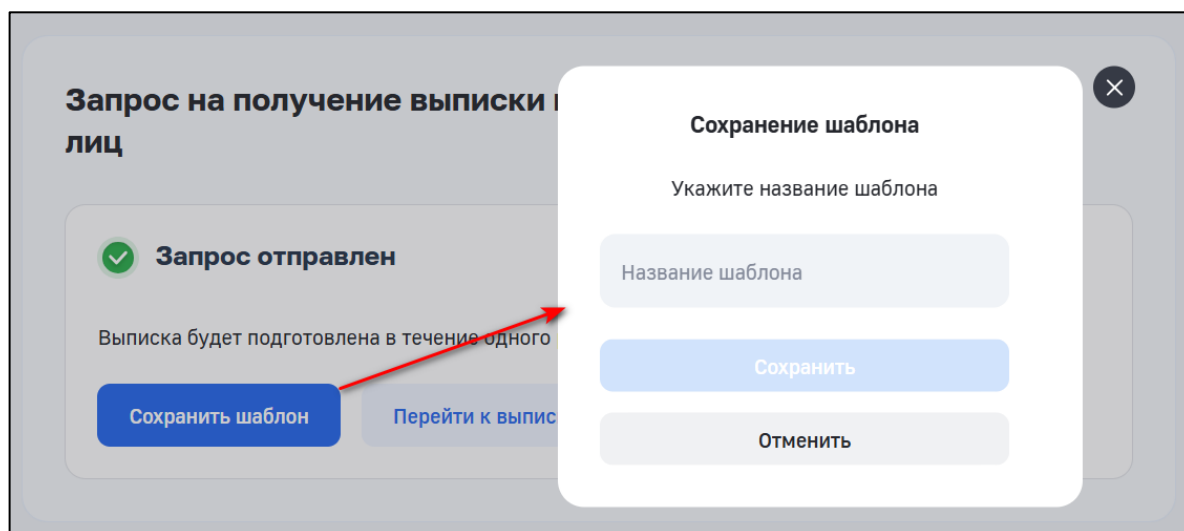 Запрос на получение выписки
лиц
Запрос отправлен
Выписка будет подготовлена в течение одного
Сохранить шаблон
Перейти к
Сохранение шаблона
Укажите название шаблона
Название шаблона
Сохранить
Отменить